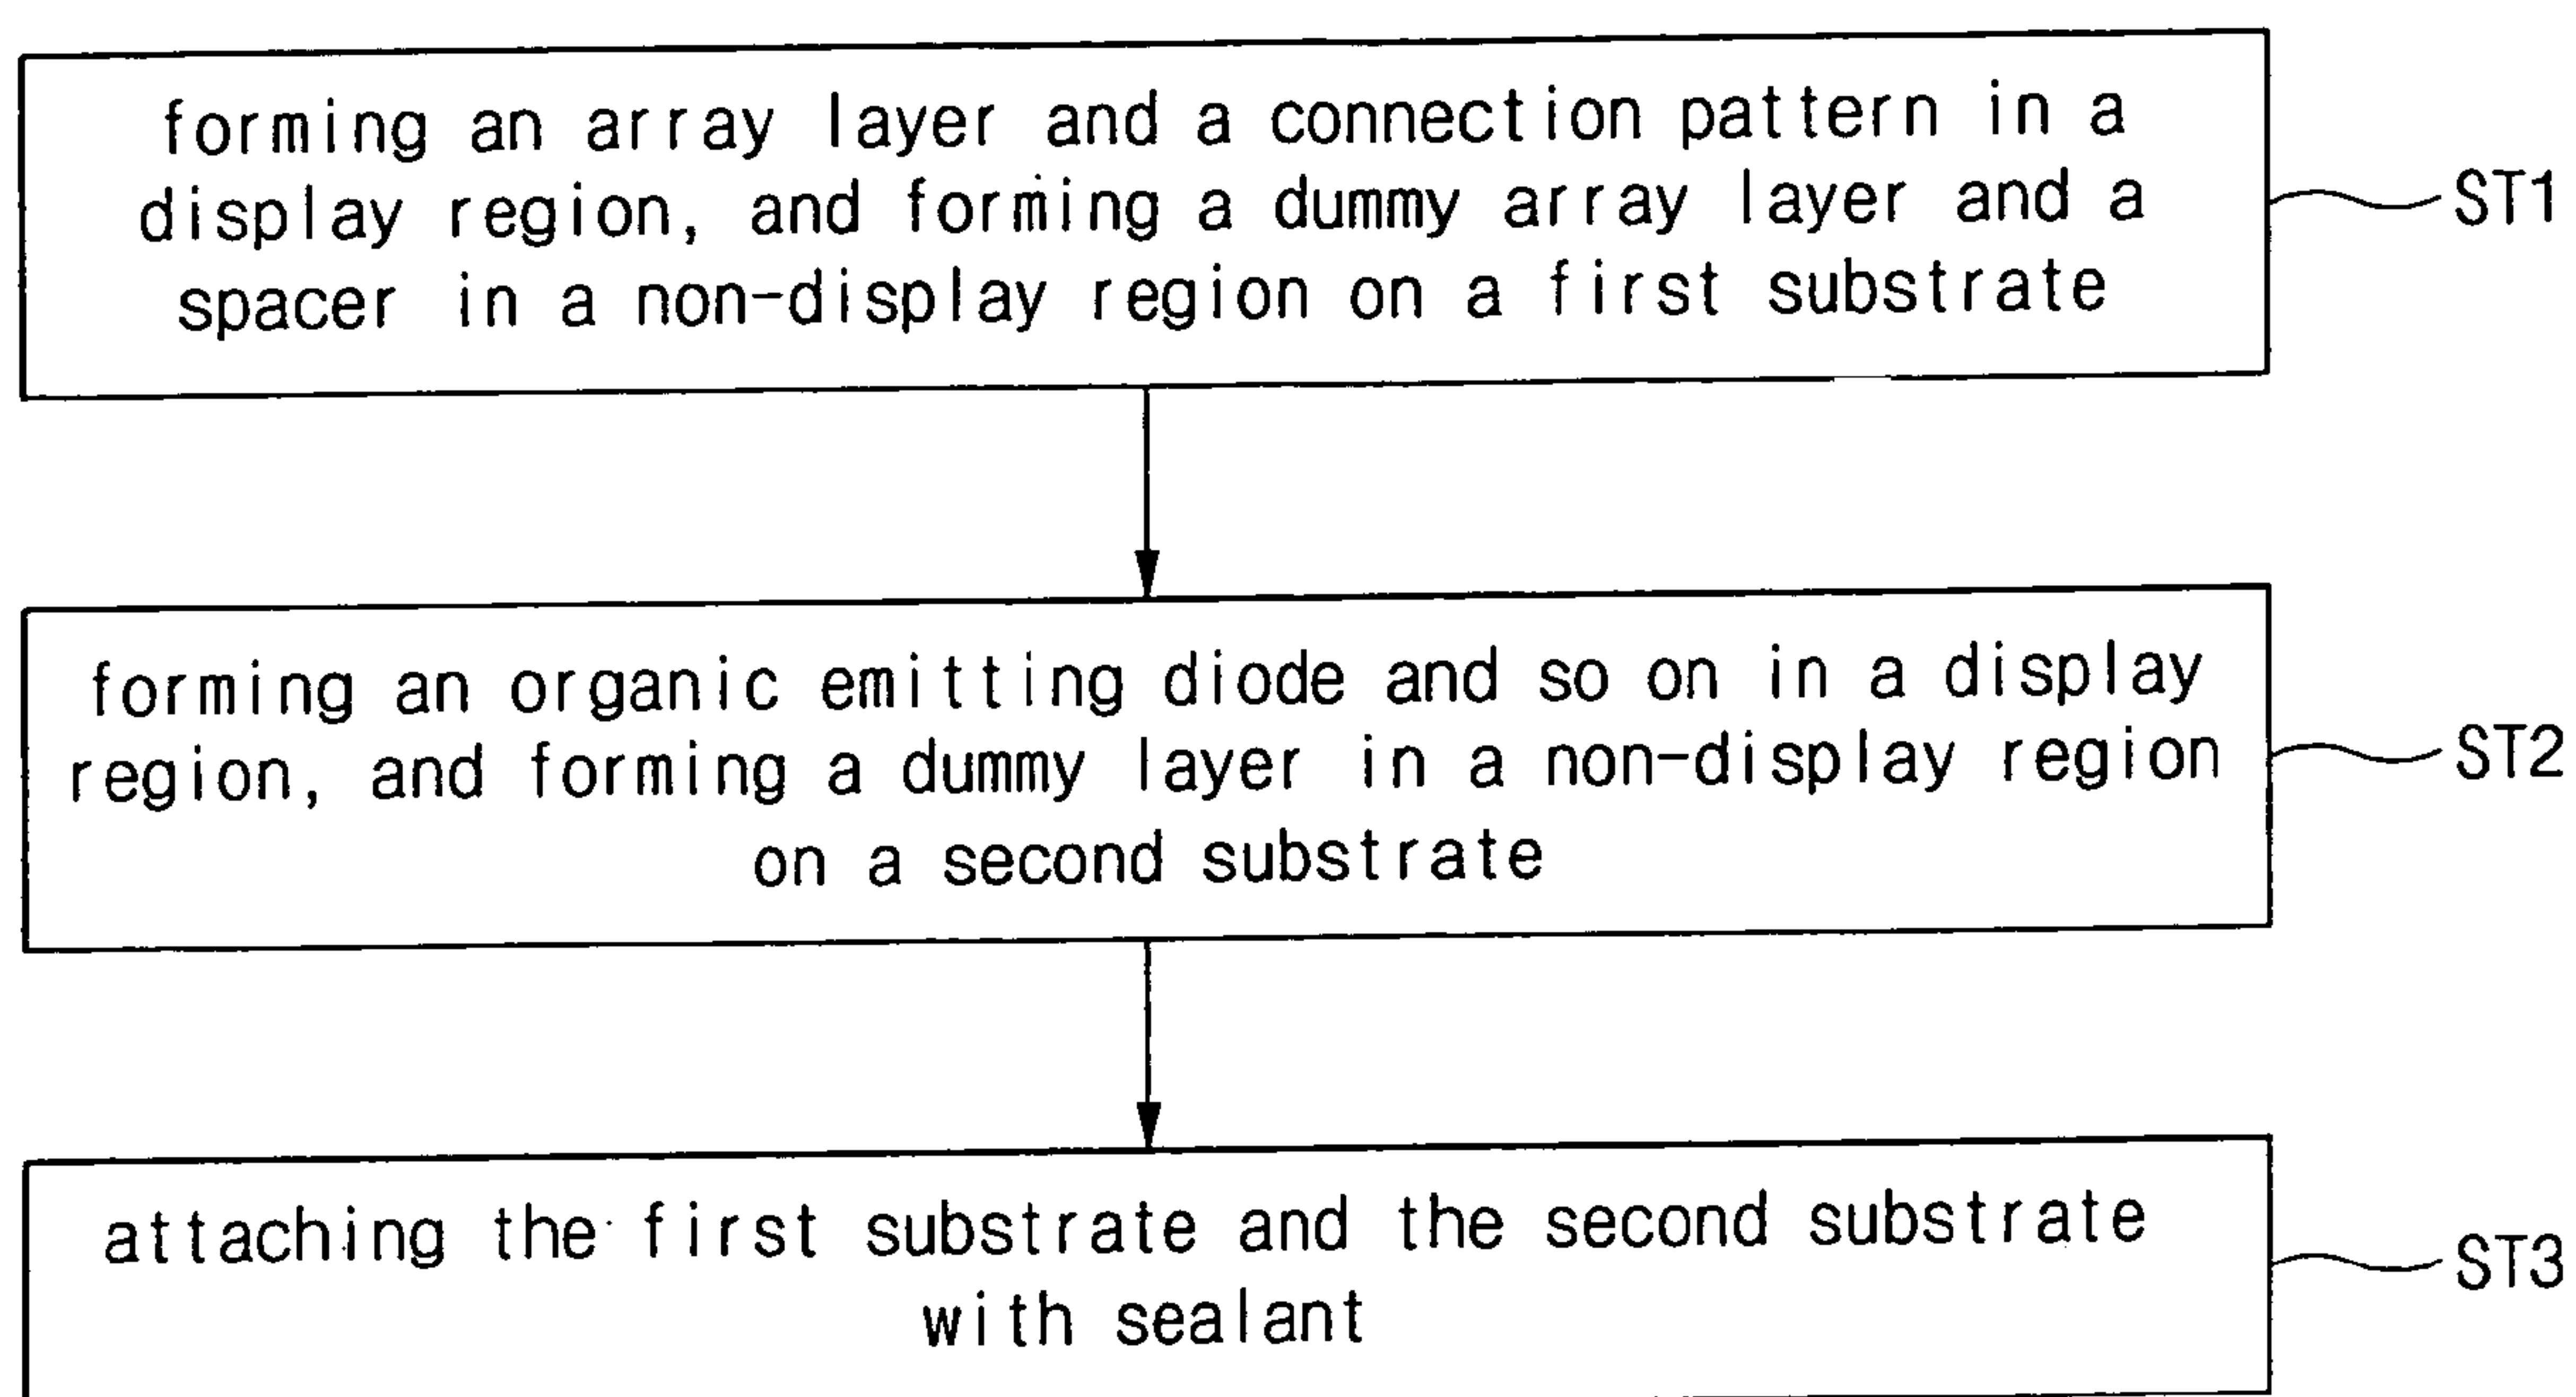 forming an array layer and a connection pattern in a
display region, and forming a dummy array layer and a
spacer in a non-display region on a first substrate
ST1
forming an organic emitting diode and so on in a display
region, and forming a dummy layer in a non-display region
on a second substrate
ST2
attaching the first substrate and the second substrate
with sealant
ST3